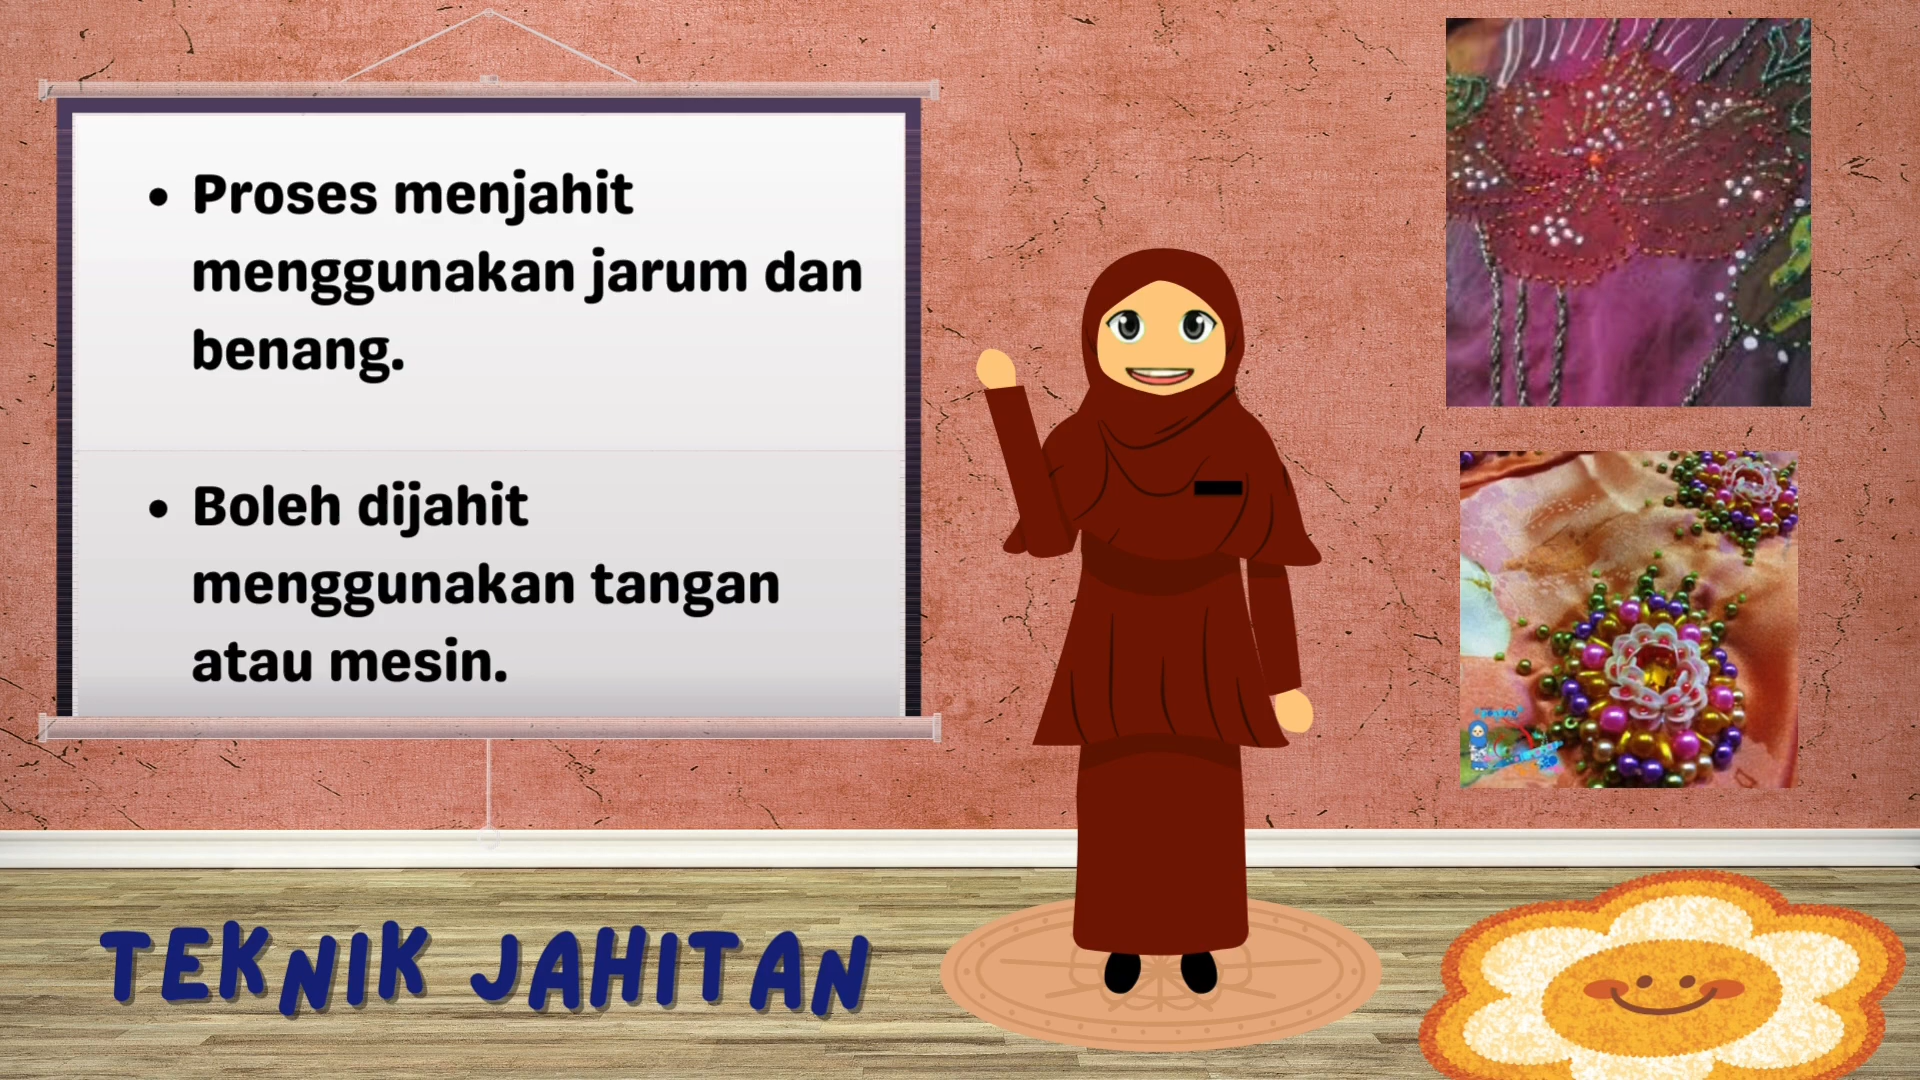 Proses menjahit
menggunakan jarum dan
benang.
Boleh dijahit
menggunakan tangan
atau mesin.
TEKNIK JAHITAN